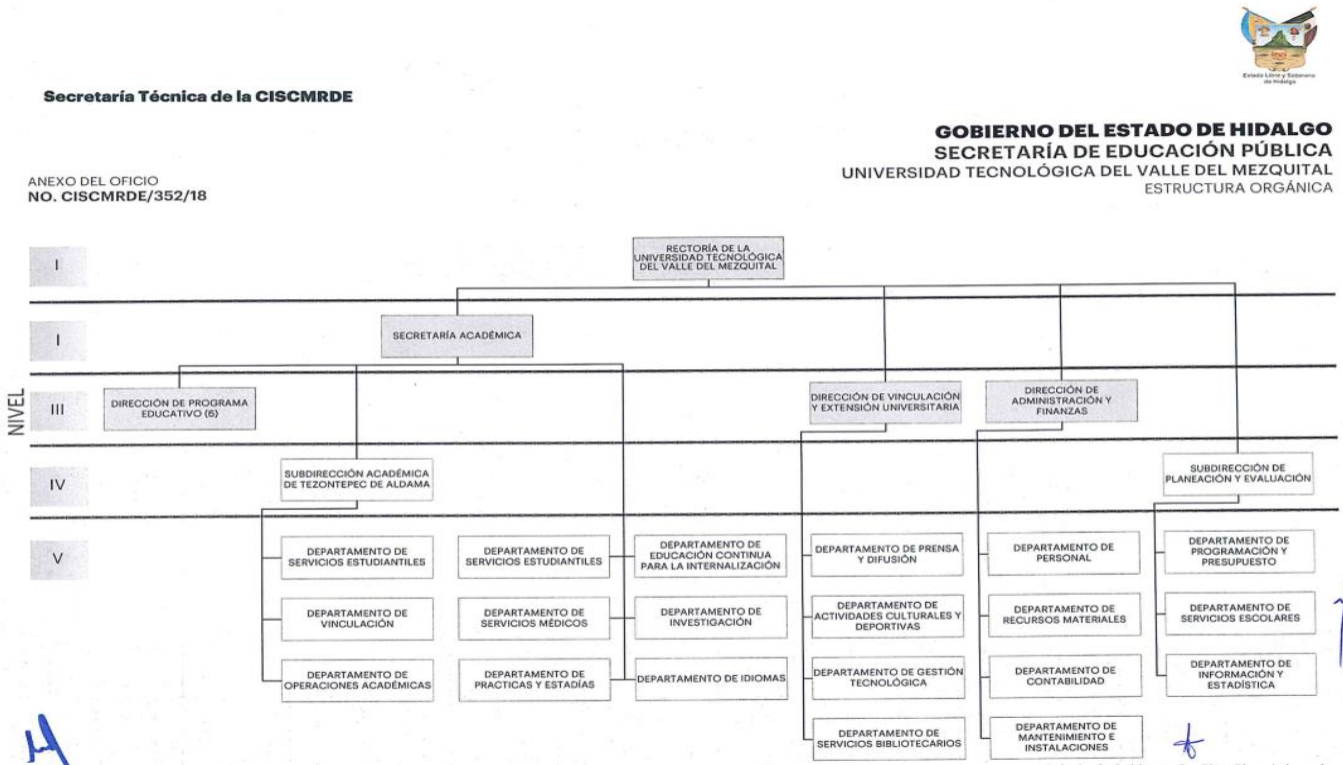 Estado Libre y Soberano
de Hidalgo
Secretaría Técnica de la CISCMRDE
GOBIERNO DEL ESTADO DE HIDALGO
SECRETARÍA DE EDUCACIÓN PÚBLICA
UNIVERSIDAD TECNOLÓGICA DEL VALLE DEL MEZQUITAL
ESTRUCTURA ORGÁNICA
ANEXO DEL OFICIO
NO. CISCMRDE/352/18
NIVEL
I
RECTORÍA DE LA
UNIVERSIDAD TECNOLÓGICA
DEL VALLE DEL MEZQUITAL
I
SECRETARÍA ACADÉMICA
III
DIRECCIÓN DE PROGRAMA
EDUCATIVO (6)
DIRECCIÓN DE VINCULACIÓN
Y EXTENSIÓN UNIVERSITARIA
DIRECCIÓN DE
ADMINISTRACIÓN Y
FINANZAS
IV
SUBDIRECCIÓN ACADÉMICA
DE TEZONTEPEC DE ALDAMA
SUBDIRECCIÓN DE
PLANEACIÓN Y EVALUACIÓN
V
DEPARTAMENTO DE
SERVICIOS ESTUDIANTILES
DEPARTAMENTO DE
SERVICIOS ESTUDIANTILES
DEPARTAMENTO DE
EDUCACIÓN CONTINUA
PARA LA INTERNALIZACIÓN
DEPARTAMENTO DE PRENSA
Y DIFUSIÓN
DEPARTAMENTO DE
PERSONAL
DEPARTAMENTO DE
PROGRAMACIÓN Y
PRESUPUESTO
DEPARTAMENTO DE
VINCULACIÓN
DEPARTAMENTO DE
SERVICIOS MÉDICOS
DEPARTAMENTO DE
INVESTIGACIÓN
DEPARTAMENTO DE
ACTIVIDADES CULTURALES Y
DEPORTIVAS
DEPARTAMENTO DE
RECURSOS MATERIALES
DEPARTAMENTO DE
SERVICIOS ESCOLARES
DEPARTAMENTO DE
OPERACIONES ACADÉMICAS
DEPARTAMENTO DE
PRACTICAS Y ESTADÍAS
DEPARTAMENTO DE IDIOMAS
DEPARTAMENTO DE GESTIÓN
TECNOLÓGICA
DEPARTAMENTO DE
CONTABILIDAD
DEPARTAMENTO DE
INFORMACIÓN Y
ESTADÍSTICA
DEPARTAMENTO DE
SERVICIOS BIBLIOTECARIOS
DEPARTAMENTO DE
MANTENIMIENTO E
INSTALACIONES